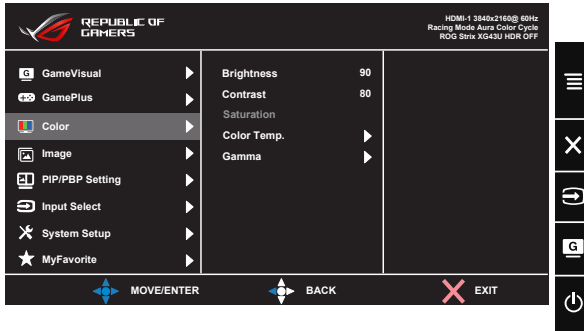 REPUBLIC OF
GAMERS
HDMI-1 3840x2160@ 60Hz
Racing Mode Aura Color Cycle
ROG Strix XG43U HDR OFF
G GameVisual
GamePlus
Color
Image
PIP/PBP Setting
Input Select
System Setup
MyFavorite
Brightness 90
Contrast 80
Saturation
Color Temp.
Gamma
G
MOVE/ENTER BACK EXIT